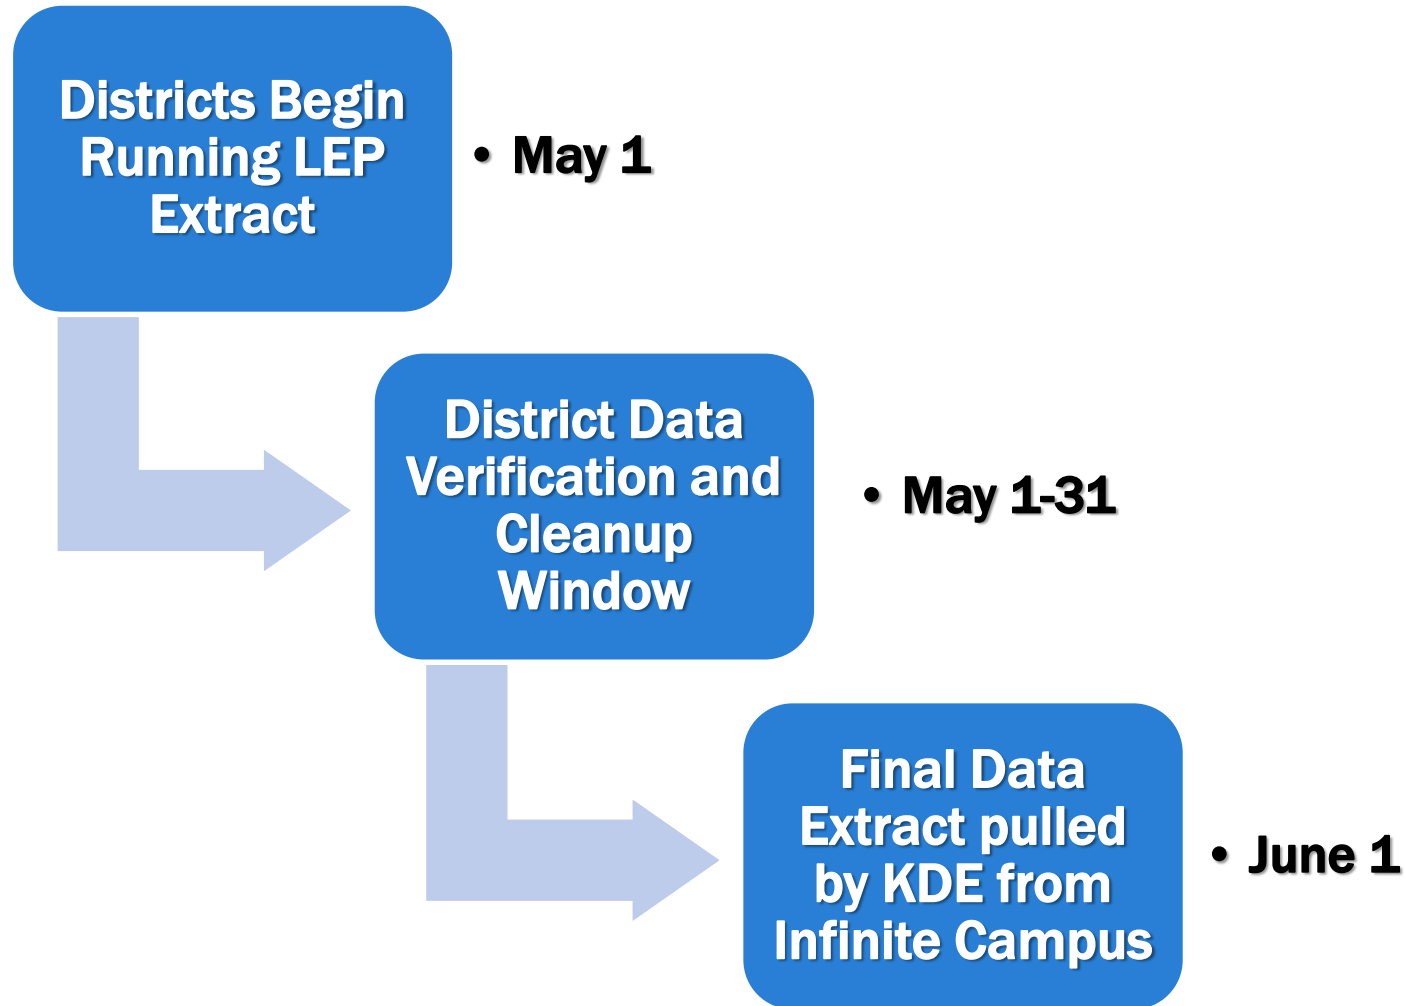 Districts Begin
Running LEP
Extract
• May 1
District Data
Verification and
Cleanup
Window
• May 1-31
Final Data
Extract pulled
by KDE from
Infinite Campus
• June 1